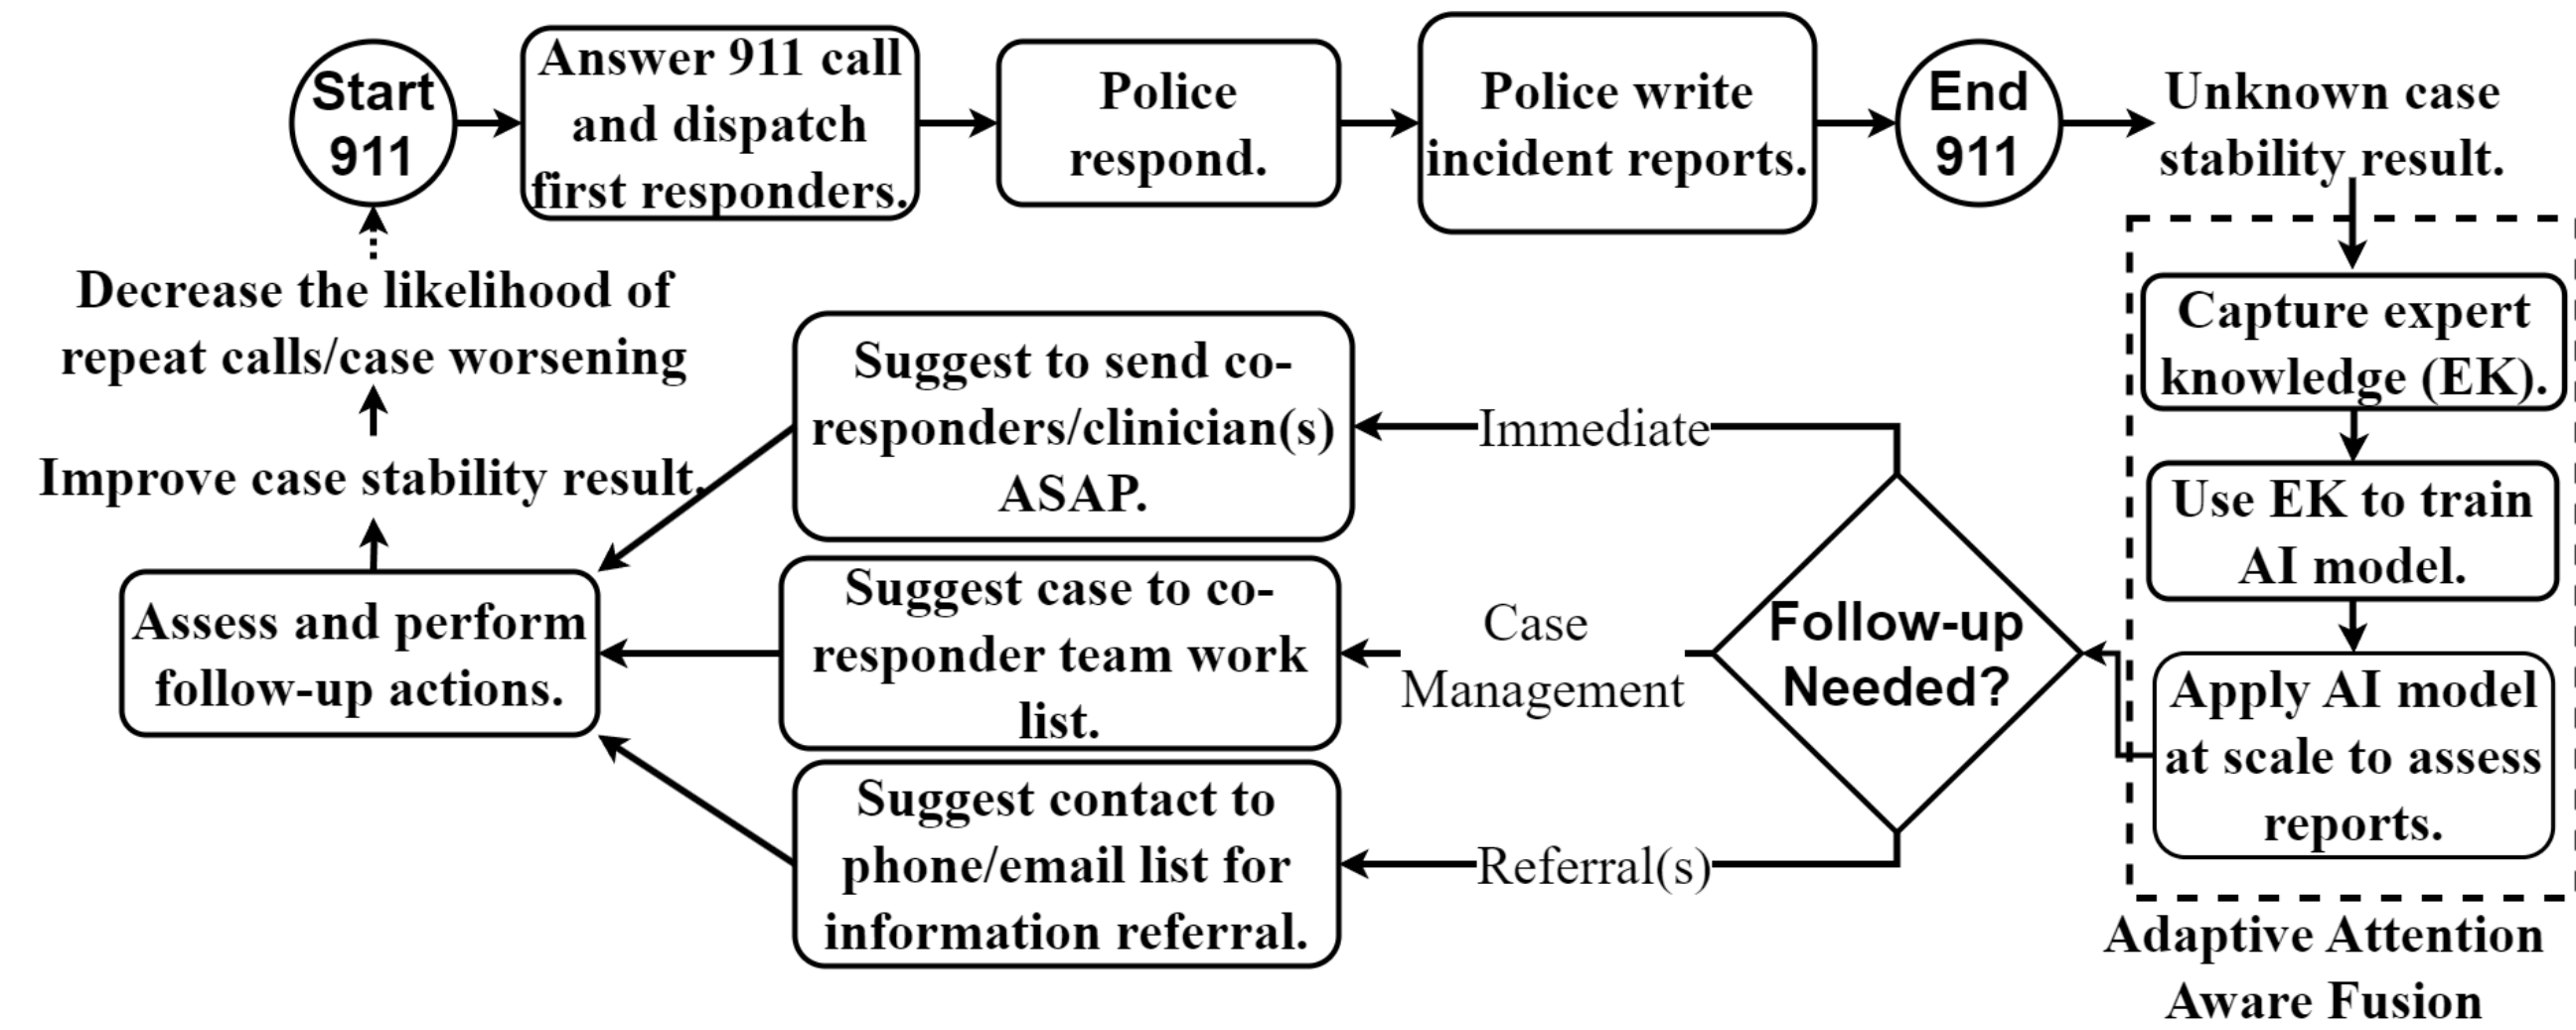 Start
911
Answer 911 call
and dispatch
first responders.
Police
respond.
Police write
incident reports.
End
911
Unknown case
stability result.
Capture expert
knowledge (EK).
Use EK to train
AI model.
Apply AI model
at scale to assess
reports.
Adaptive Attention
Aware Fusion
Follow-up
Needed?
Immediate
Case
Management
Referral(s)
Suggest to send co-
responders/clinician(s)
ASAP.
Suggest case to co-
responder team work
list.
Suggest contact to
phone/email list for
information referral.
Assess and perform
follow-up actions.
Improve case stability result.
Decrease the likelihood of
repeat calls/case worsening